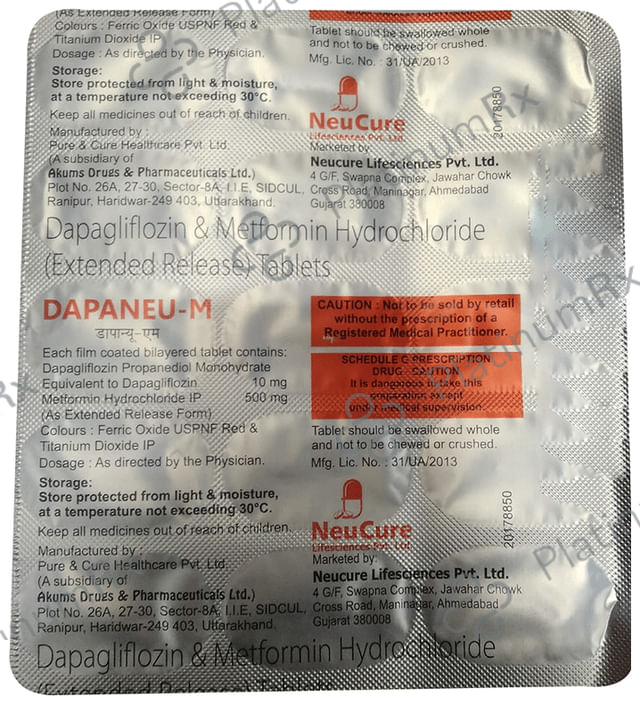 (As Extended Release Form)
Colours : Ferric Oxide USPNF Red &
Titanium Dioxide IP
Dosage : As directed by the Physician.
Storage:
Store protected from light & moisture,
at a temperature not exceeding 30°C.
Keep all medicines out of reach of children.
Manufactured by :
Pure & Cure Healthcare Pvt. Ltd.
(A subsidiary of
Akums Drugs & Pharmaceuticals Ltd.)
Plot No. 26A, 27-30, Sector-8A, I.I.E, SIDCUL,
Ranipur, Haridwar-249 403, Uttarakhand.
under medical supervision.
Tablet should be swallowed whole
and not to be chewed or crushed.
Mfg. Lic. No. : 31/UA/2013
NeuCure
Lifesciences Pvt. Ltd.
Marketed by:
Neucure Lifesciences Pvt. Ltd.
4 G/F, Swapna Complex, Jawahar Chowk
Cross Road, Maninagar, Ahmedabad
Gujarat 380008
20178850
Dapagliflozin & Metformin Hydrochloride
(Extended Release) Tablets
DAPANEU-M
डापान्यू-एम
Each film coated bilayered tablet contains:
Dapagliflozin Propanediol Monohydrate
Equivalent to Dapagliflozin 10 mg
Metformin Hydrochloride IP 500 mg
(As Extended Release Form)
Colours : Ferric Oxide USPNF Red &
Titanium Dioxide IP
Dosage : As directed by the Physician.
Storage:
Store protected from light & moisture,
at a temperature not exceeding 30°C.
Keep all medicines out of reach of children.
Manufactured by :
Pure & Cure Healthcare Pvt. Ltd.
(A subsidiary of
Akums Drugs & Pharmaceuticals Ltd.)
Plot No. 26A, 27-30, Sector-8A, I.I.E, SIDCUL,
Ranipur, Haridwar-249 403, Uttarakhand.
CAUTION : Not to be sold by retail
without the prescription of a
Registered Medical Practitioner.
SCHEDULE G PRESCRIPTION
DRUG - CAUTION
It is dangerous to take this
preparation except
under medical supervision.
Tablet should be swallowed whole
and not to be chewed or crushed.
Mfg. Lic. No. : 31/UA/2013
NeuCure
Lifesciences Pvt. Ltd.
Marketed by:
Neucure Lifesciences Pvt. Ltd.
4 G/F, Swapna Complex, Jawahar Chowk
Cross Road, Maninagar, Ahmedabad
Gujarat 380008
20178850
Dapagliflozin & Metformin Hydrochloride
(Extended Release) Tablets
PlatinumRx